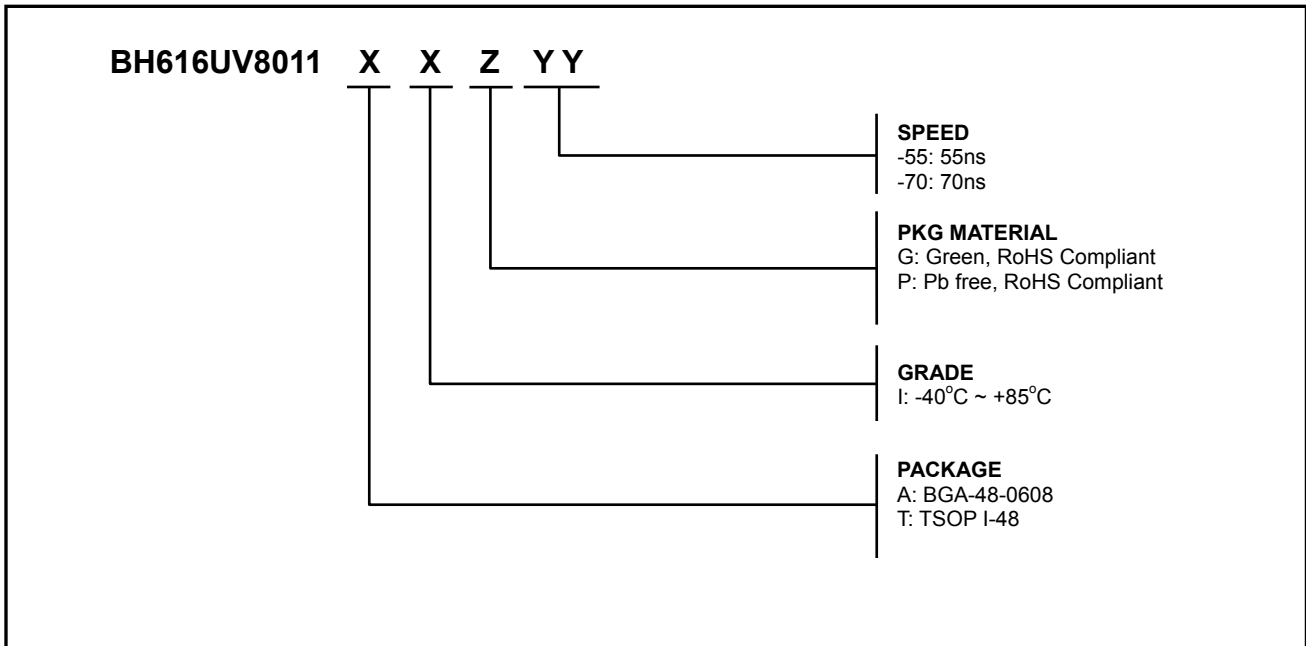 BH616UV8011 X X Z Y Y
SPEED
-55: 55ns
-70: 70ns
PKG MATERIAL
G: Green, RoHS Compliant
P: Pb free, RoHS Compliant
GRADE
I: -40°C ~ +85°C
PACKAGE
A: BGA-48-0608
T: TSOP I-48